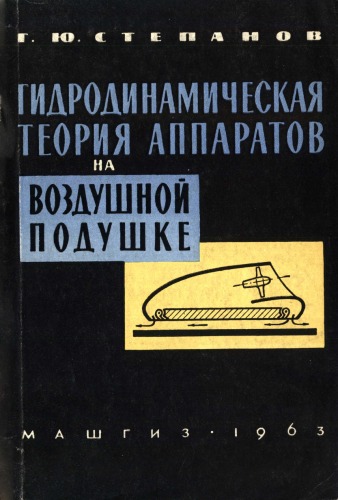 Г. Ю. СТЕПАНОВ
ГИДРОДИНАМИЧЕСКАЯ
ТЕОРИЯ АППАРАТОВ
НА
ВОЗДУШНОЙ
ПОДУШКЕ
МАШГИЗ · 1963